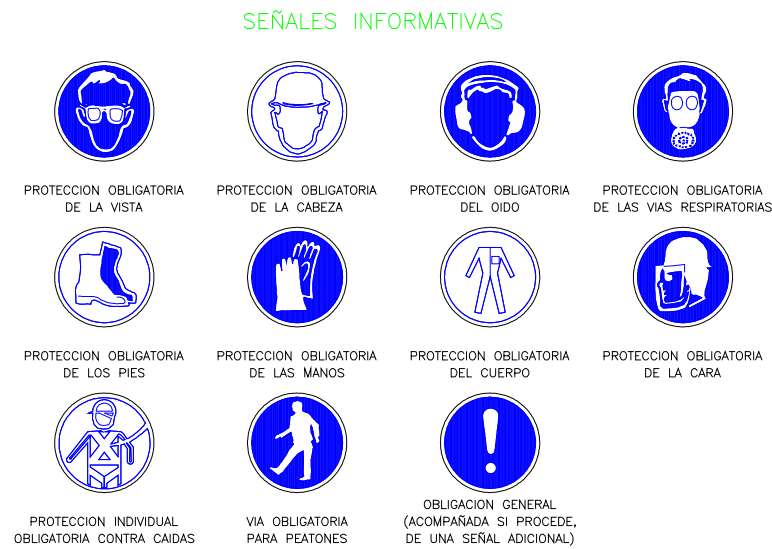 SEÑALES INFORMATIVAS
PROTECCION OBLIGATORIA
DE LA VISTA
PROTECCION OBLIGATORIA
DE LA CABEZA
PROTECCION OBLIGATORIA
DEL OIDO
PROTECCION OBLIGATORIA
DE LAS VIAS RESPIRATORIAS
PROTECCION OBLIGATORIA
DE LOS PIES
PROTECCION OBLIGATORIA
DE LAS MANOS
PROTECCION OBLIGATORIA
DEL CUERPO
PROTECCION OBLIGATORIA
DE LA CARA
PROTECCION INDIVIDUAL
OBLIGATORIA CONTRA CAIDAS
VIA OBLIGATORIA
PARA PEATONES
OBLIGACION GENERAL
(ACOMPAÑADA SI PROCEDE,
DE UNA SEÑAL ADICIONAL)